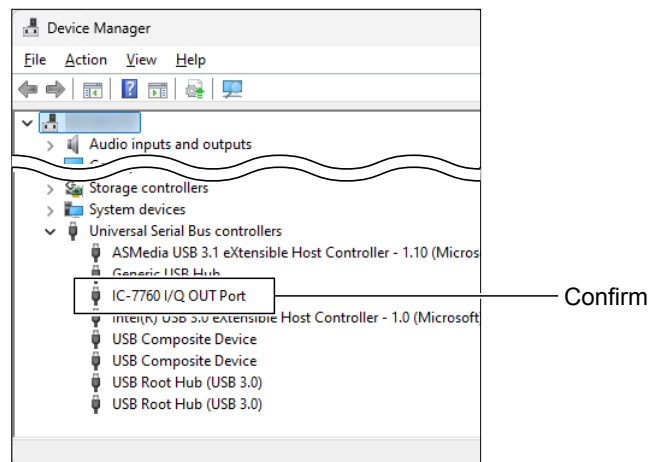 Device Manager
File Action View Help
Audio inputs and outputs
Storage controllers
System devices
Universal Serial Bus controllers
ASMedia USB 3.1 eXtensible Host Controller - 1.10 (Micros
Generic USB Hub
IC-7760 I/Q OUT Port
Confirm
Intel(R) USB 3.0 eXtensible Host Controller - 1.0 (Microsoft
USB Composite Device
USB Composite Device
USB Root Hub (USB 3.0)
USB Root Hub (USB 3.0)